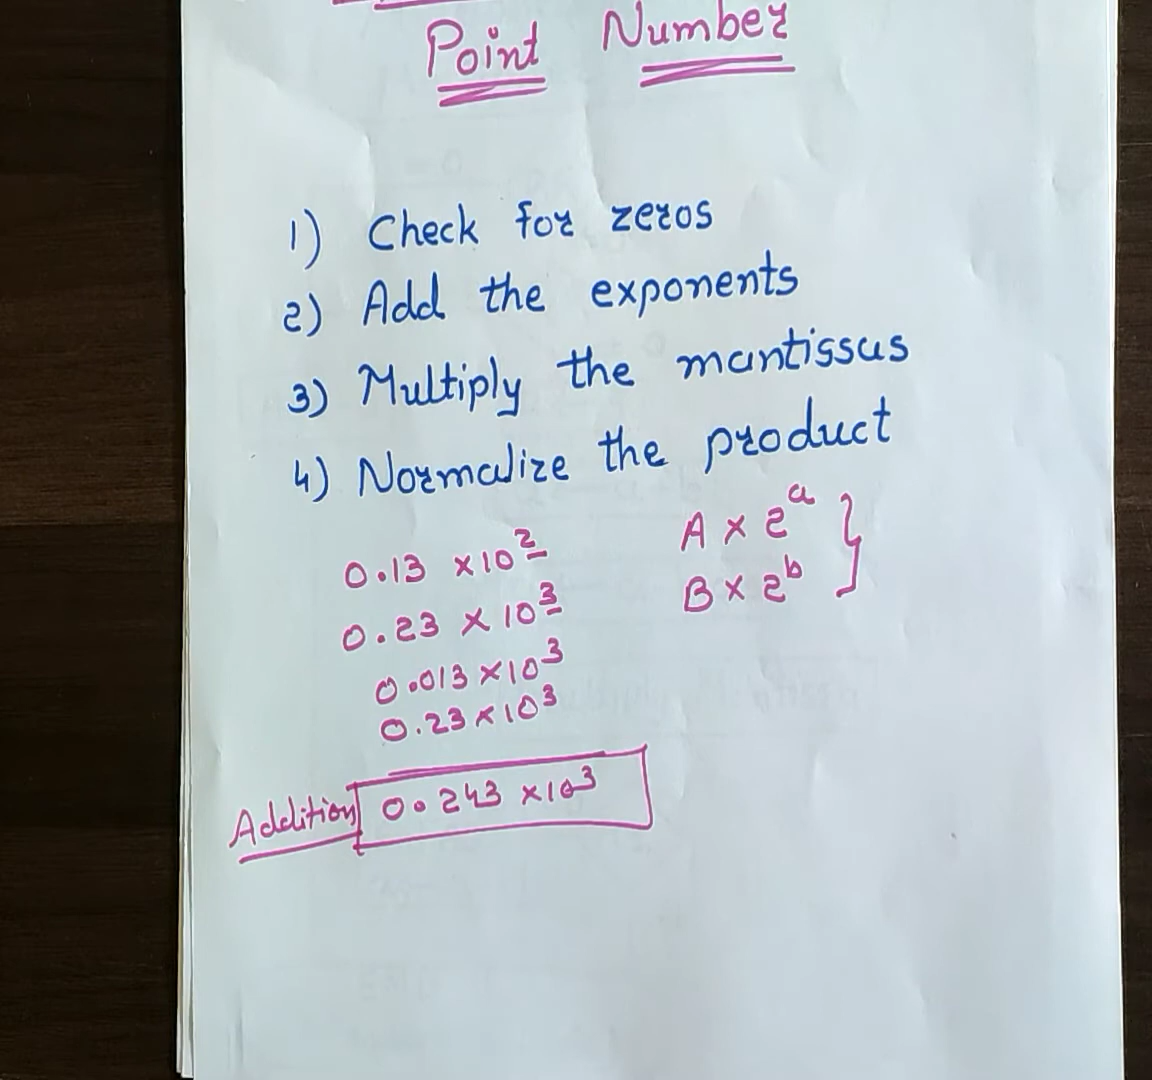 Point Number
1) Check for zeros
2) Add the exponents
3) Multiply the mantissas
4) Normalize the product
0.13 ×10² A × 2ᵃ }
0.23 × 10³ B × 2ᵇ
0.013 ×10³
0.23 ×10³
Addition 0.243 ×10³